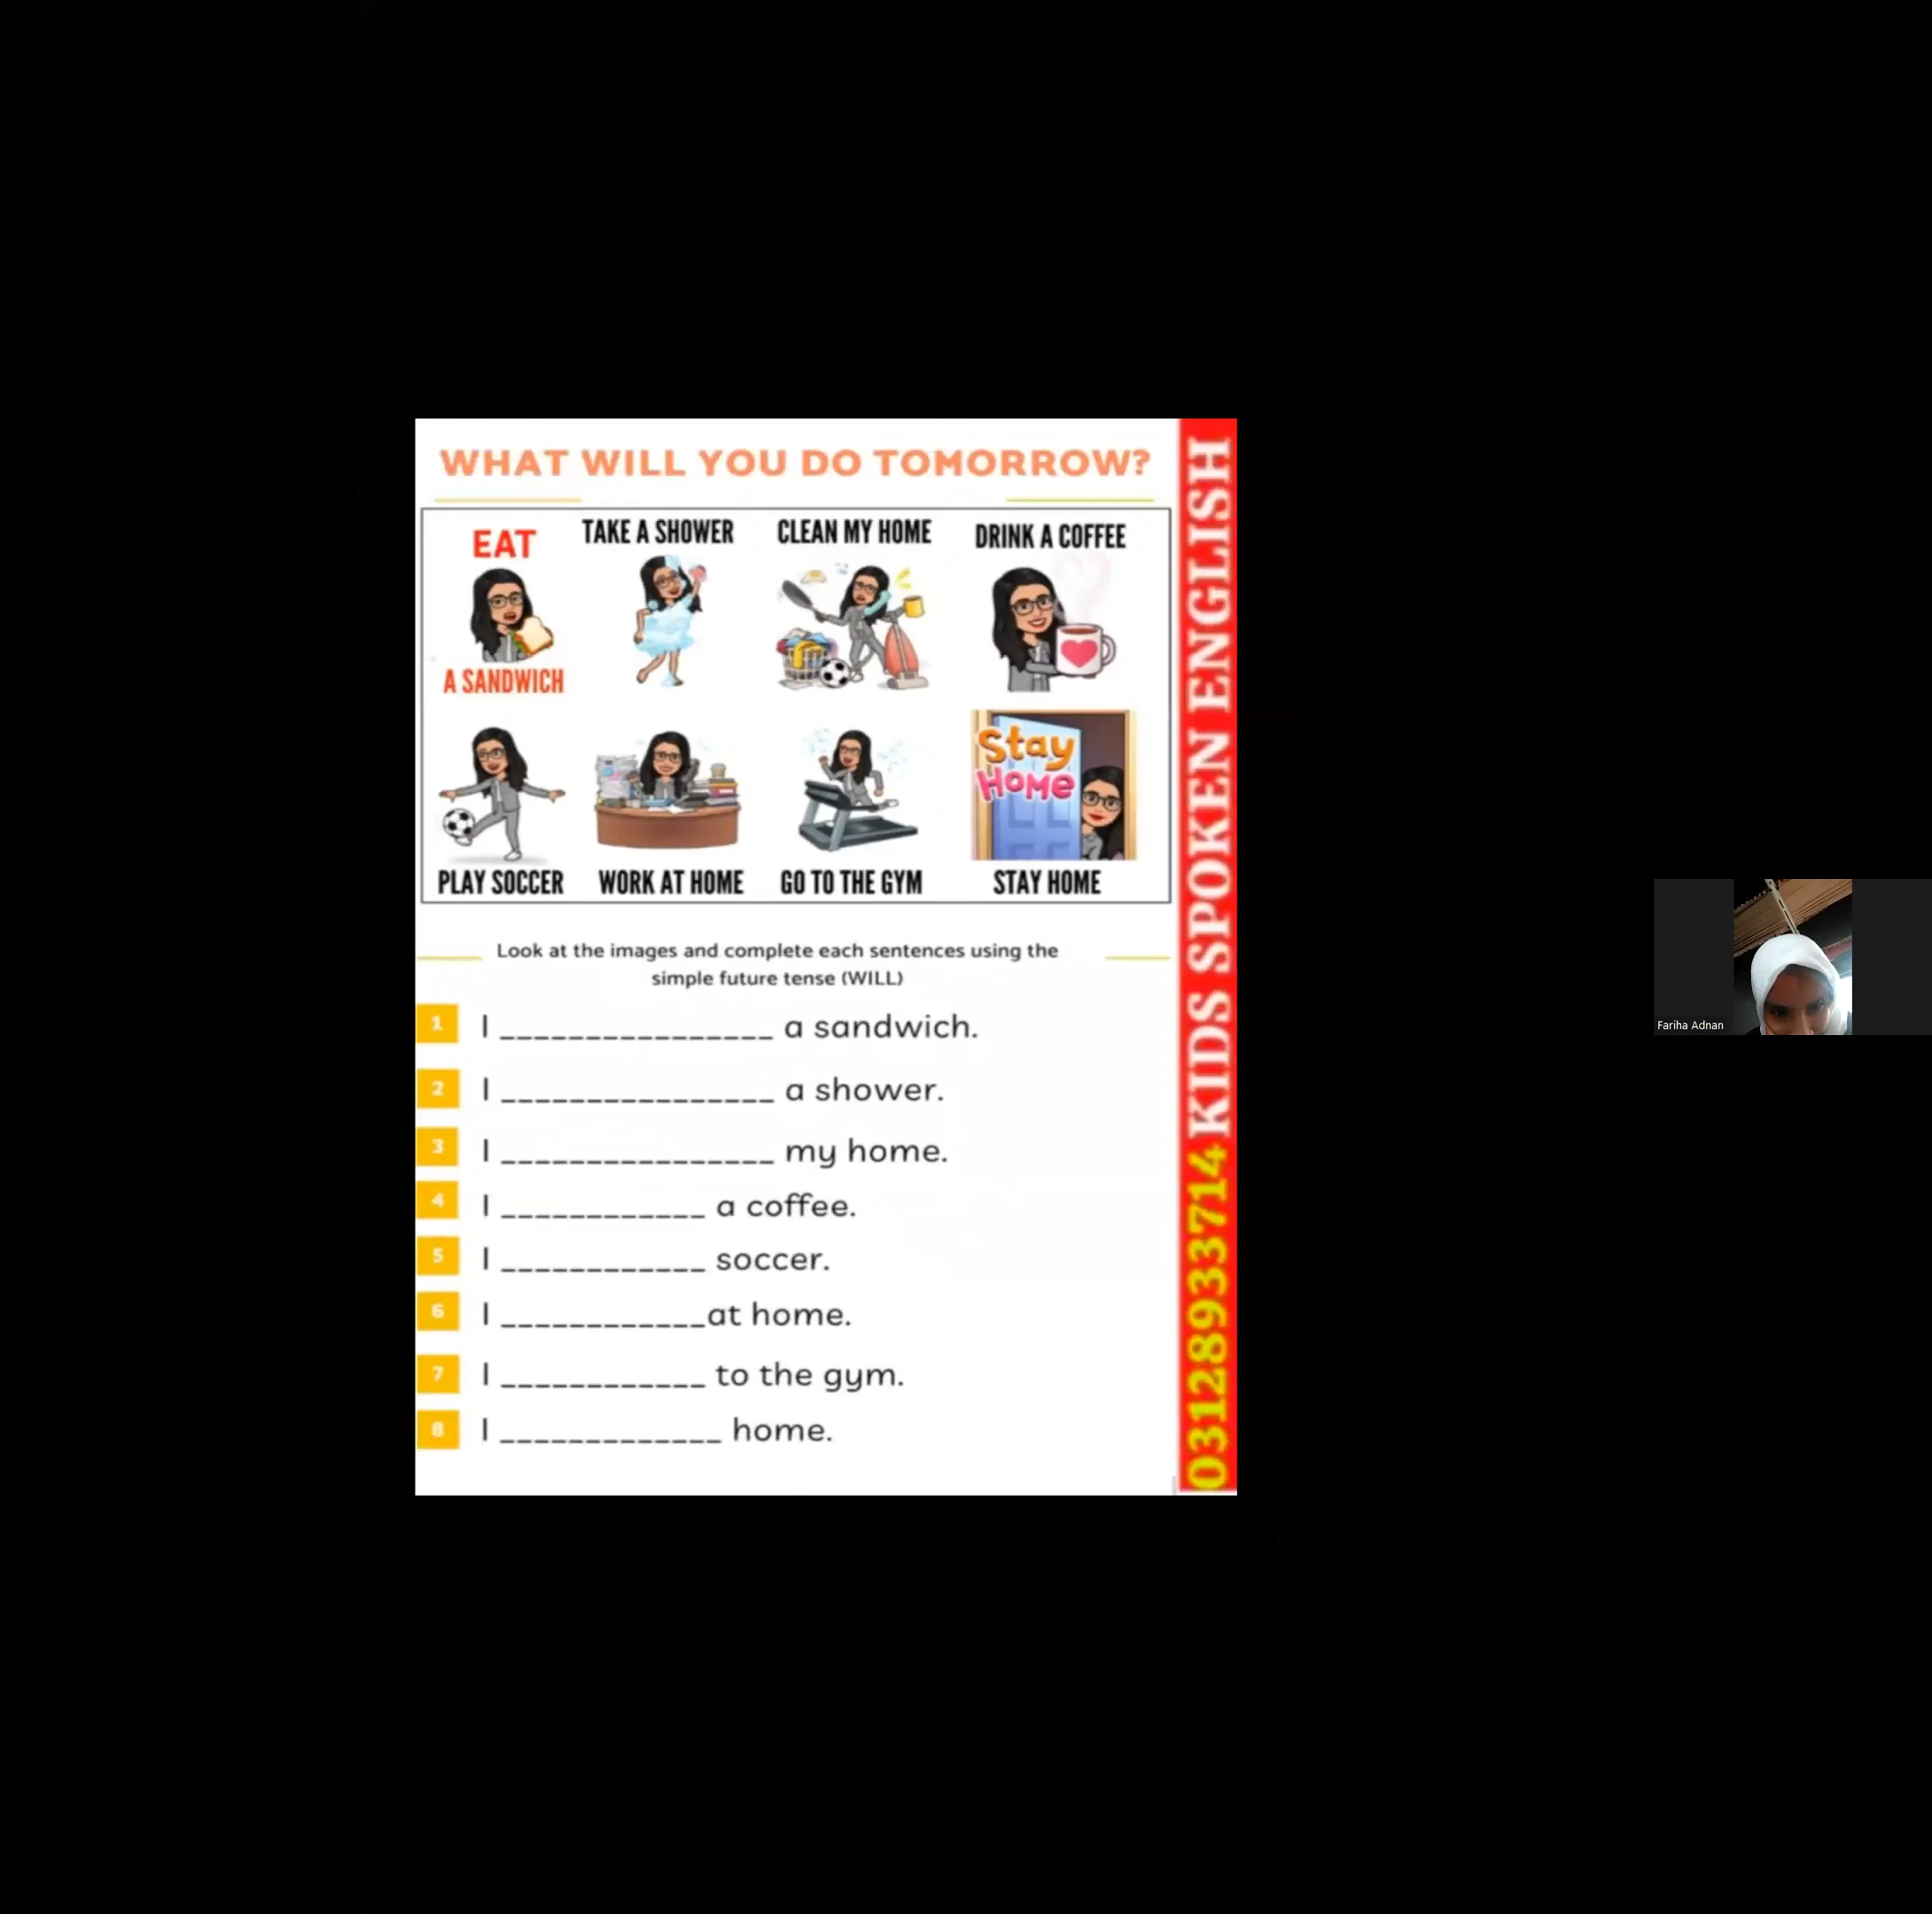 WHAT WILL YOU DO TOMORROW?
EAT
A SANDWICH
TAKE A SHOWER
CLEAN MY HOME
DRINK A COFFEE
PLAY SOCCER
WORK AT HOME
GO TO THE GYM
Stay
HOMe
STAY HOME
Look at the images and complete each sentences using the
simple future tense (WILL)
1 I ________________ a sandwich.
2 I ________________ a shower.
3 I ________________ my home.
4 I ____________ a coffee.
5 I ____________ soccer.
6 I ____________at home.
7 I ____________ to the gym.
8 I _____________ home.
03128933714 KIDS SPOKEN ENGLISH
Fariha Adnan